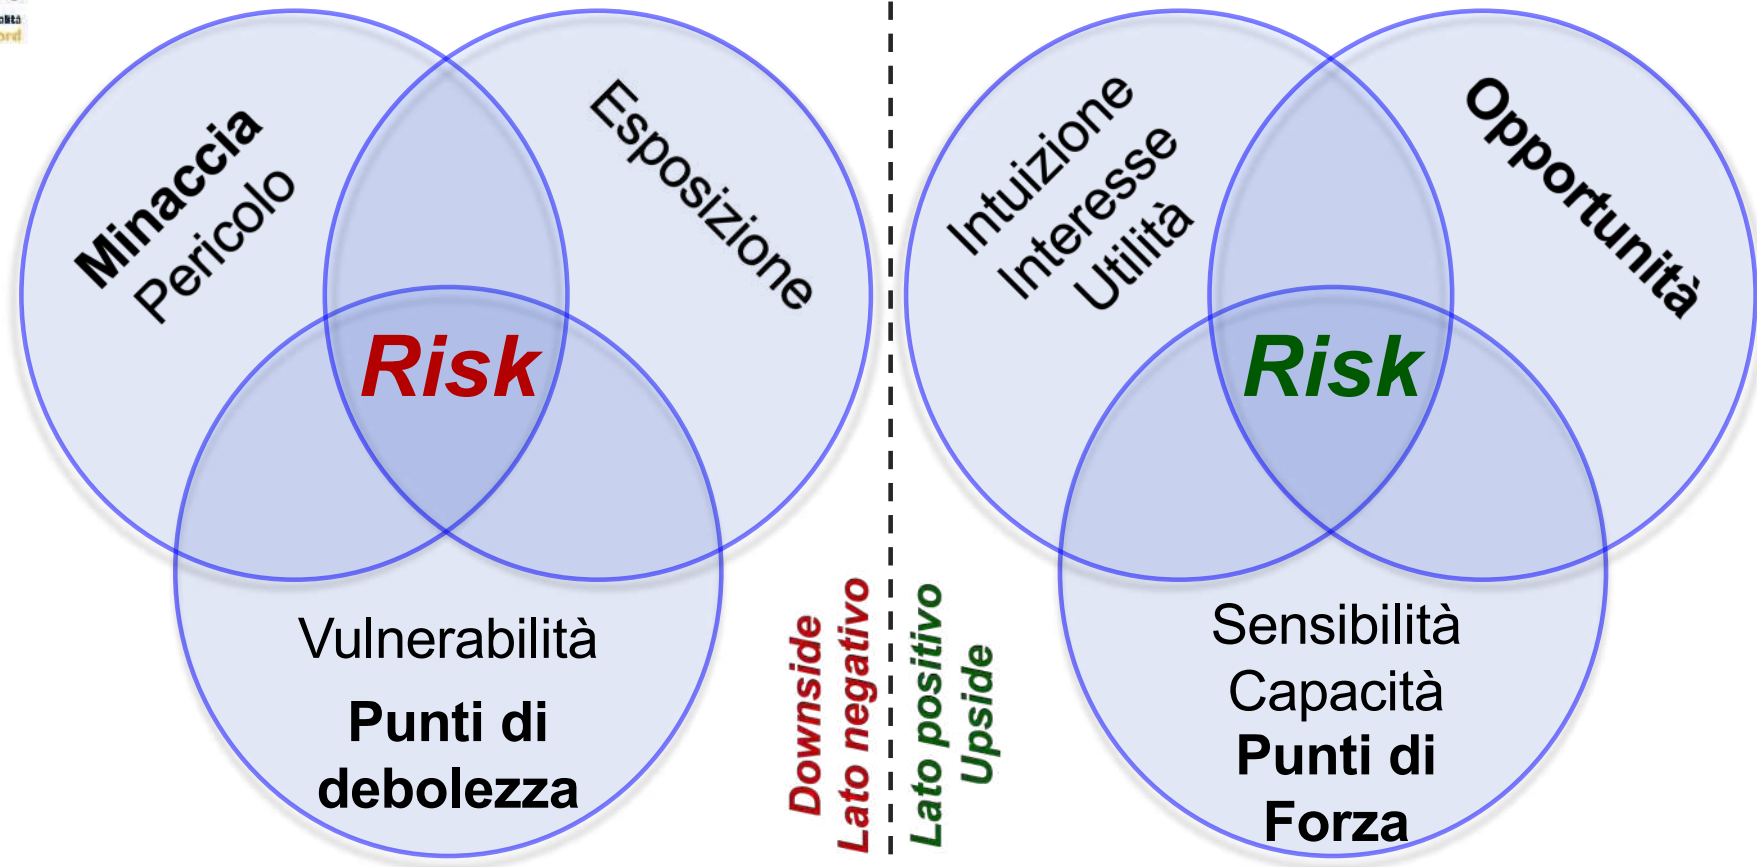 Minaccia
Pericolo
Esposizione
Risk
Vulnerabilità
Punti di
debolezza
Downside
Lato negativo
Lato positivo
Upside
Intuizione
Interesse
Utilità
Opportunità
Risk
Sensibilità
Capacità
Punti di
Forza